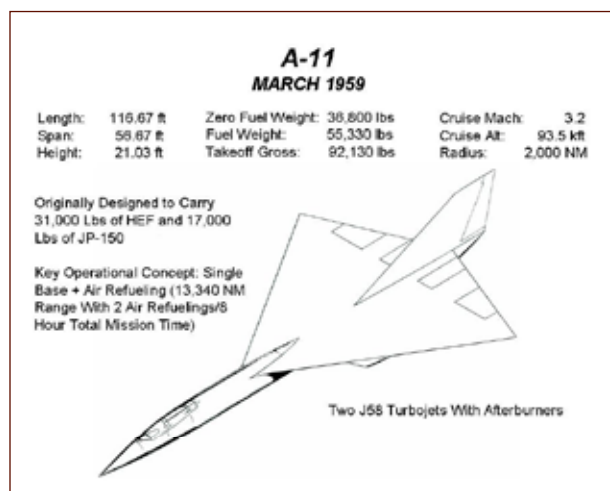 A-11
MARCH 1959
Length: 116.67 ft Zero Fuel Weight: 36,800 lbs Cruise Mach: 3.2
Span: 56.67 ft Fuel Weight: 55,330 lbs Cruise Alt: 93.5 kft
Height: 21.03 ft Takeoff Gross: 92,130 lbs Radius: 2,000 NM
Originally Designed to Carry
31,000 Lbs of HEF and 17,000
Lbs of JP-150
Key Operational Concept: Single
Base + Air Refueling (13,340 NM
Range With 2 Air Refuelings/8
Hour Total Mission Time)
Two J58 Turbojets With Afterburners